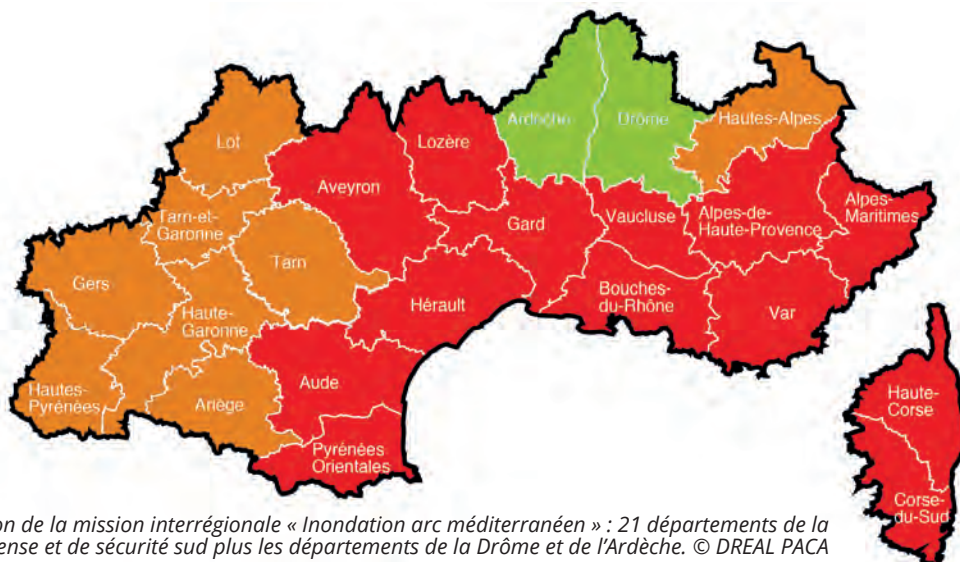 Ardèche
Drôme
Hautes-Alpes
Lot
Lozère
Aveyron
Alpes-
Maritimes
Tarn-et-
Garonne
Gard
Vaucluse
Alpes-de-
Haute-Provence
Tarn
Gers
Hérault
Bouches-
du-Rhône
Var
Haute-
Garonne
Hautes-
Pyrénées
Ariège
Aude
Haute-
Corse
Pyrénées
Orientales
Corse-
du-Sud
on de la mission interrégionale « Inondation arc méditerranéen » : 21 départements de la
ense et de sécurité sud plus les départements de la Drôme et de l’Ardèche. © DREAL PACA